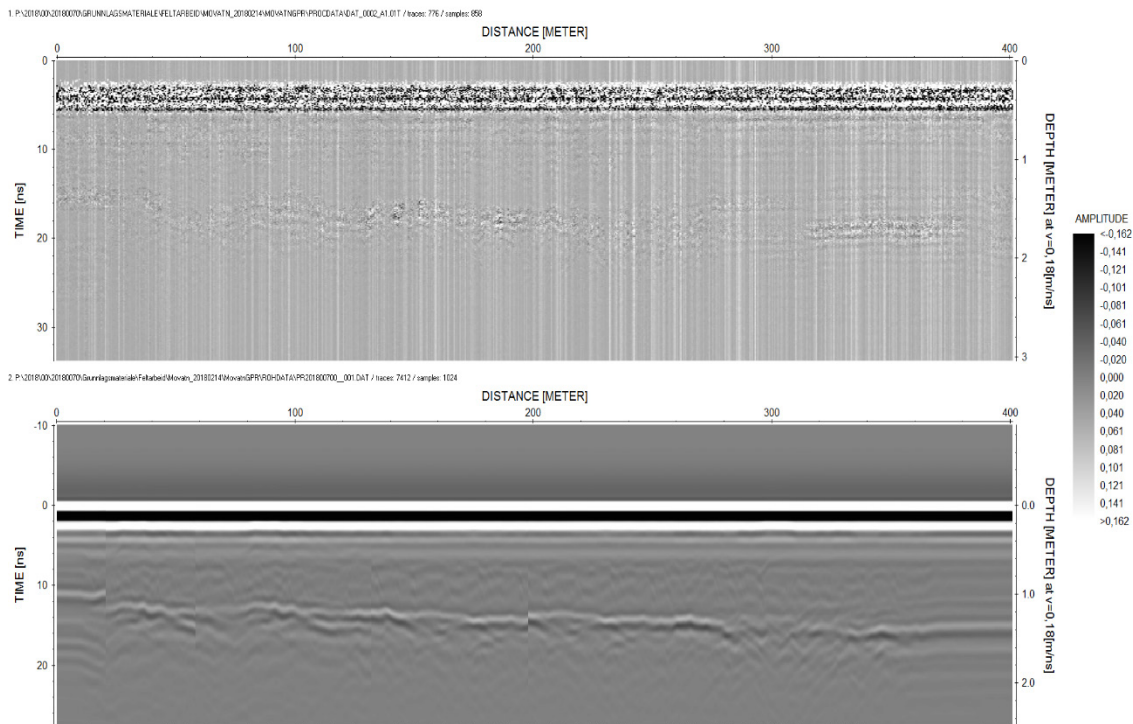 1. P:\2018\00\20180070\GRUNNLAGSMATERIALE\FELTARBEID\MOVATN_20180214\MOVATNGPR\PROCDATA\DAT_0002_A1.01T / traces: 776 / samples: 858
DISTANCE [METER]
0 100 200 300 400
TIME [ns]
0
10
20
30
DEPTH [METER] at v=0,18[m/ns]
0
1
2
3
AMPLITUDE
<-0,162
-0,141
-0,121
-0,101
-0,081
-0,061
-0,040
-0,020
0,000
0,020
0,040
0,061
0,081
0,101
0,121
0,141
>0,162
2. P:\2018\00\20180070\Grunnlagsmateriale\Feltarbeid\Movatn_20180214\MovatnGPR\ROHDATA\PR201800700__001.DAT / traces: 7412 / samples: 1024
DISTANCE [METER]
0 100 200 300 400
TIME [ns]
-10
0
10
20
DEPTH [METER] at v=0,18[m/ns]
0.0
1.0
2.0